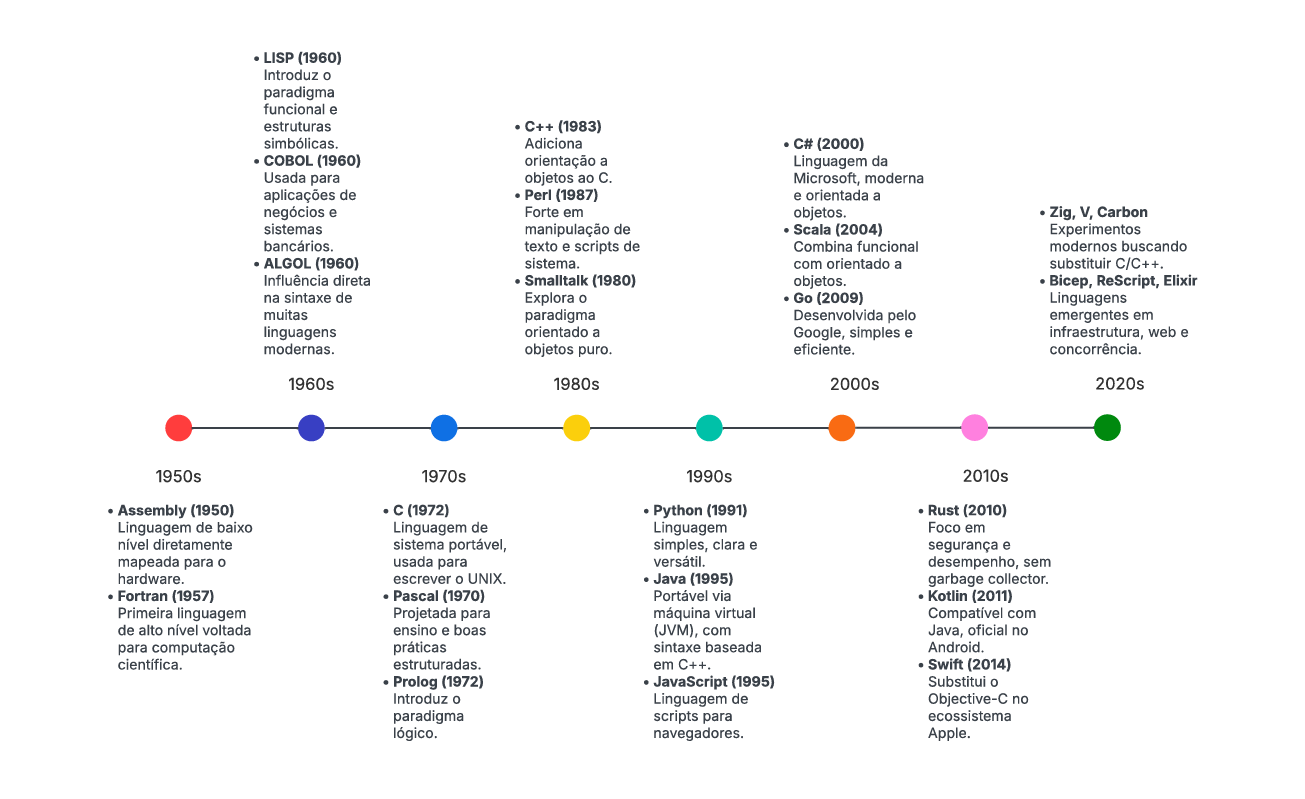 • LISP (1960)
Introduz o
paradigma
funcional e
estruturas
simbólicas.
• COBOL (1960)
Usada para
aplicações de
negócios e
sistemas
bancários.
• ALGOL (1960)
Influência direta
na sintaxe de
muitas
linguagens
modernas.
1960s
• C++ (1983)
Adiciona
orientação a
objetos ao C.
• Perl (1987)
Forte em
manipulação de
texto e scripts de
sistema.
• Smalltalk (1980)
Explora o
paradigma
orientado a
objetos puro.
1980s
• C# (2000)
Linguagem da
Microsoft, moderna
e orientada a
objetos.
• Scala (2004)
Combina funcional
com orientado a
objetos.
• Go (2009)
Desenvolvida pelo
Google, simples e
eficiente.
2000s
• Zig, V, Carbon
Experimentos
modernos buscando
substituir C/C++.
• Bicep, ReScript, Elixir
Linguagens
emergentes em
infraestrutura, web e
concorrência.
2020s
1950s
• Assembly (1950)
Linguagem de baixo
nível diretamente
mapeada para o
hardware.
• Fortran (1957)
Primeira linguagem
de alto nível voltada
para computação
científica.
1970s
• C (1972)
Linguagem de
sistema portável,
usada para
escrever o UNIX.
• Pascal (1970)
Projetada para
ensino e boas
práticas
estruturadas.
• Prolog (1972)
Introduz o
paradigma
lógico.
1990s
• Python (1991)
Linguagem
simples, clara e
versátil.
• Java (1995)
Portável via
máquina virtual
(JVM), com
sintaxe baseada
em C++.
• JavaScript (1995)
Linguagem de
scripts para
navegadores.
2010s
• Rust (2010)
Foco em
segurança e
desempenho, sem
garbage collector.
• Kotlin (2011)
Compatível com
Java, oficial no
Android.
• Swift (2014)
Substitui o
Objective-C no
ecossistema
Apple.